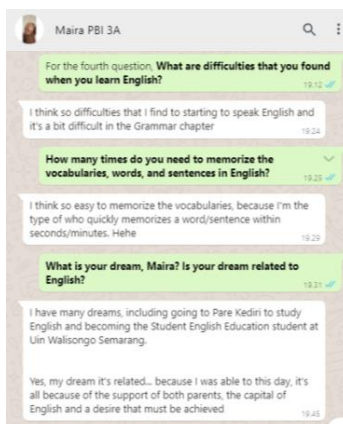 Maira PBI 3A
For the fourth question, What are difficulties that you found
when you learn English?
19.12
I think so difficulties that I find to starting to speak English and
it's a bit difficult in the Grammar chapter
19.24
How many times do you need to memorize the
vocabularies, words, and sentences in English?
19.25
I think so easy to memorize the vocabularies, because I'm the
type of who quickly memorizes a word/sentence within
seconds/minutes. Hehe
19.29
What is your dream, Maira? Is your dream related to
English?
19.31
I have many dreams, including going to Pare Kediri to study
English and becoming the Student English Education student at
Uin Walisongo Semarang.
Yes, my dream it's related... because I was able to this day, it's
all because of the support of both parents, the capital of
English and a desire that must be achieved
19.45